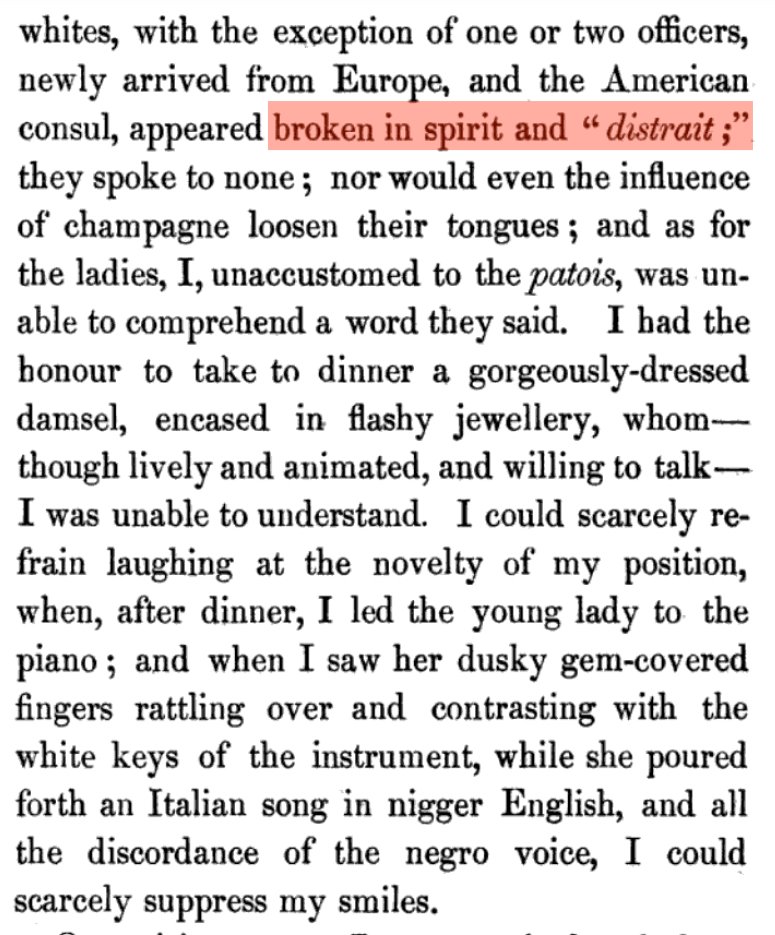 whites, with the exception of one or two officers,
newly arrived from Europe, and the American
consul, appeared broken in spirit and “distrait;”
they spoke to none; nor would even the influence
of champagne loosen their tongues; and as for
the ladies, I, unaccustomed to the patois, was un-
able to comprehend a word they said. I had the
honour to take to dinner a gorgeously-dressed
damsel, encased in flashy jewellery, whom—
though lively and animated, and willing to talk—
I was unable to understand. I could scarcely re-
frain laughing at the novelty of my position,
when, after dinner, I led the young lady to the
piano; and when I saw her dusky gem-covered
fingers rattling over and contrasting with the
white keys of the instrument, while she poured
forth an Italian song in nigger English, and all
the discordance of the negro voice, I could
scarcely suppress my smiles.